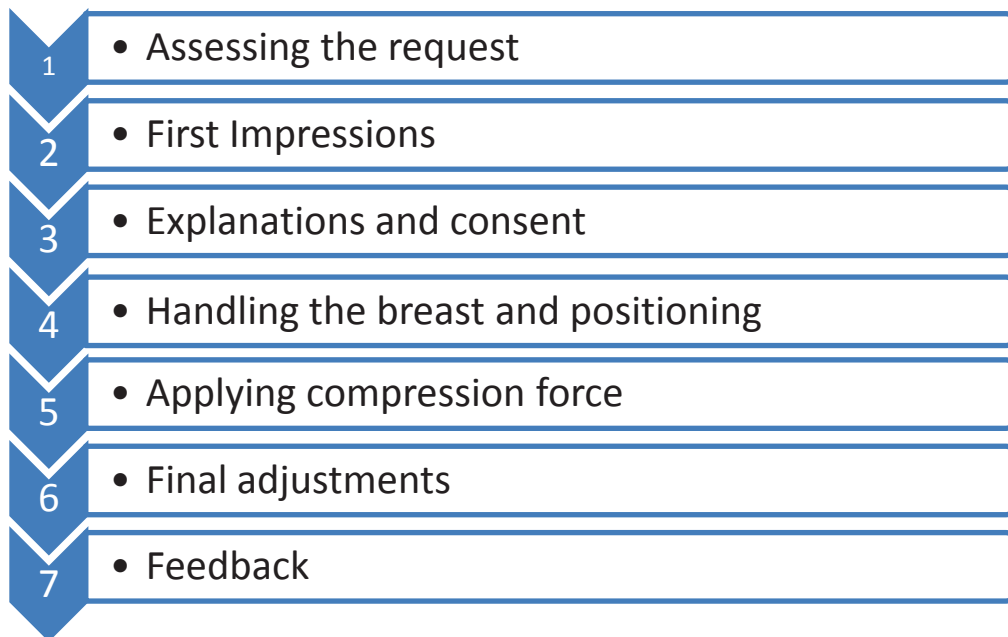 1 • Assessing the request
2 • First Impressions
3 • Explanations and consent
4 • Handling the breast and positioning
5 • Applying compression force
6 • Final adjustments
7 • Feedback